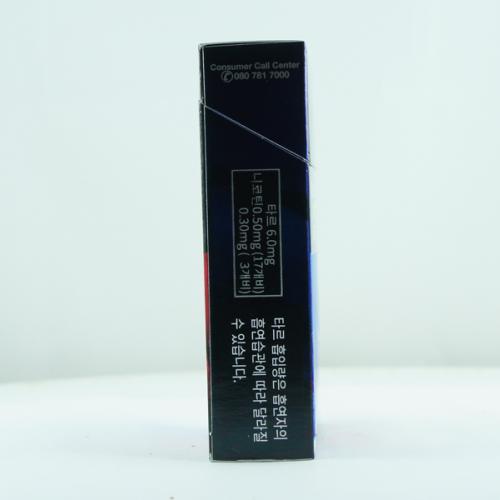 Consumer Call Center
✆080 781 7000
타르 6.0mg
니코틴0.50mg (17개비)
0.30mg ( 3개비)
타르 흡입량은 흡연자의
흡연습관에 따라 달라질
수 있습니다.